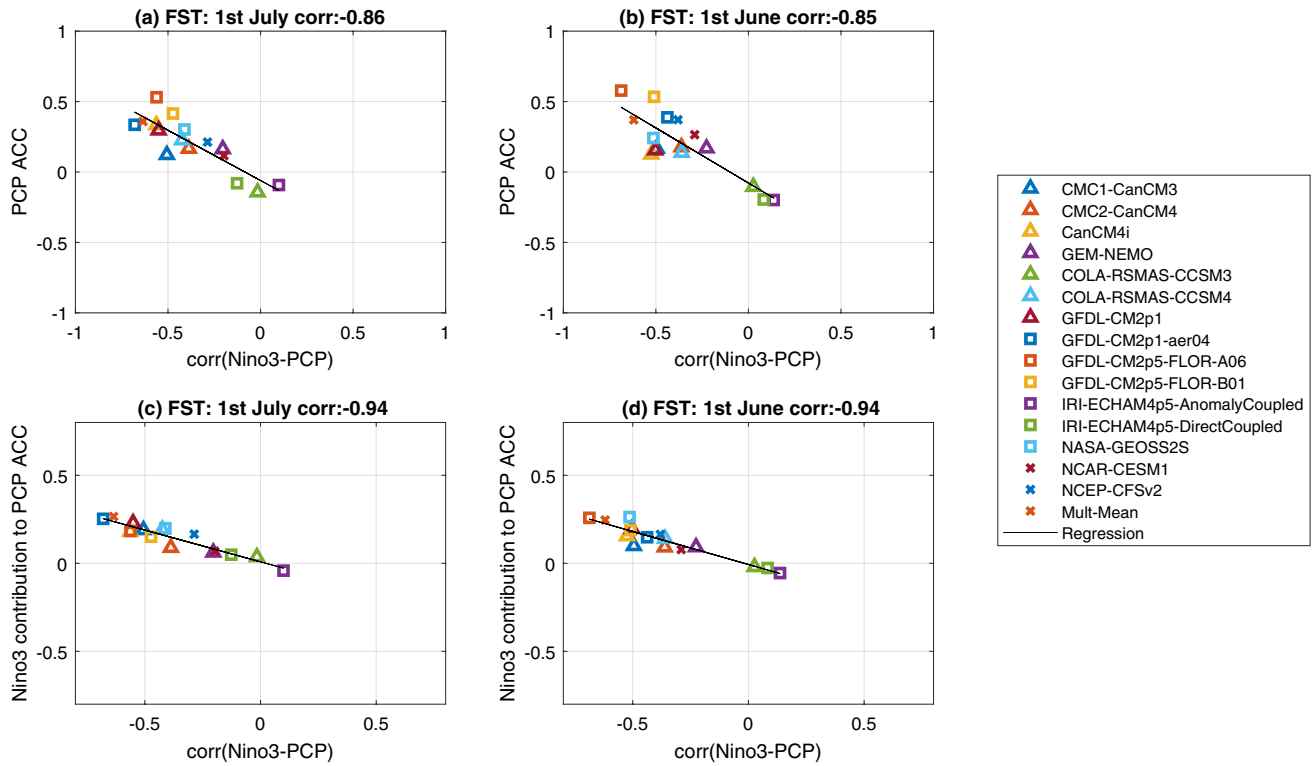 (a) FST: 1st July corr:-0.86
1
0.5
0
-0.5
1
-1
-0.5
0
0.5
1
PCP ACC
corr(Nino3-PCP)
(b) FST: 1st June corr:-0.85
1
0.5
0
-0.5
1
-1
-0.5
0
0.5
1
PCP ACC
corr(Nino3-PCP)
(c) FST: 1st July corr:-0.94
0.5
0
-0.5
-0.5
0
0.5
Nino3 contribution to PCP ACC
corr(Nino3-PCP)
(d) FST: 1st June corr:-0.94
0.5
0
-0.5
-0.5
0
0.5
Nino3 contribution to PCP ACC
corr(Nino3-PCP)
CMC1-CanCM3
CMC2-CanCM4
CanCM4i
GEM-NEMO
COLA-RSMAS-CCSM3
COLA-RSMAS-CCSM4
GFDL-CM2p1
GFDL-CM2p1-aer04
GFDL-CM2p5-FLOR-A06
GFDL-CM2p5-FLOR-B01
IRI-ECHAM4p5-AnomalyCoupled
IRI-ECHAM4p5-DirectCoupled
NASA-GEOSS2S
NCAR-CESM1
NCEP-CFSv2
Mult-Mean
Regression